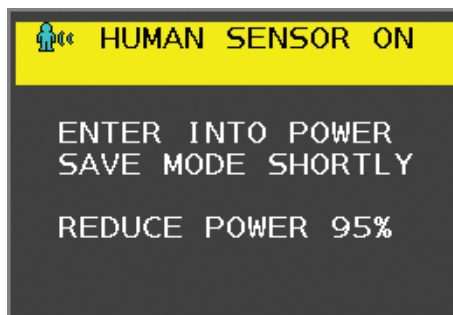 HUMAN SENSOR ON
ENTER INTO POWER
SAVE MODE SHORTLY
REDUCE POWER 95%